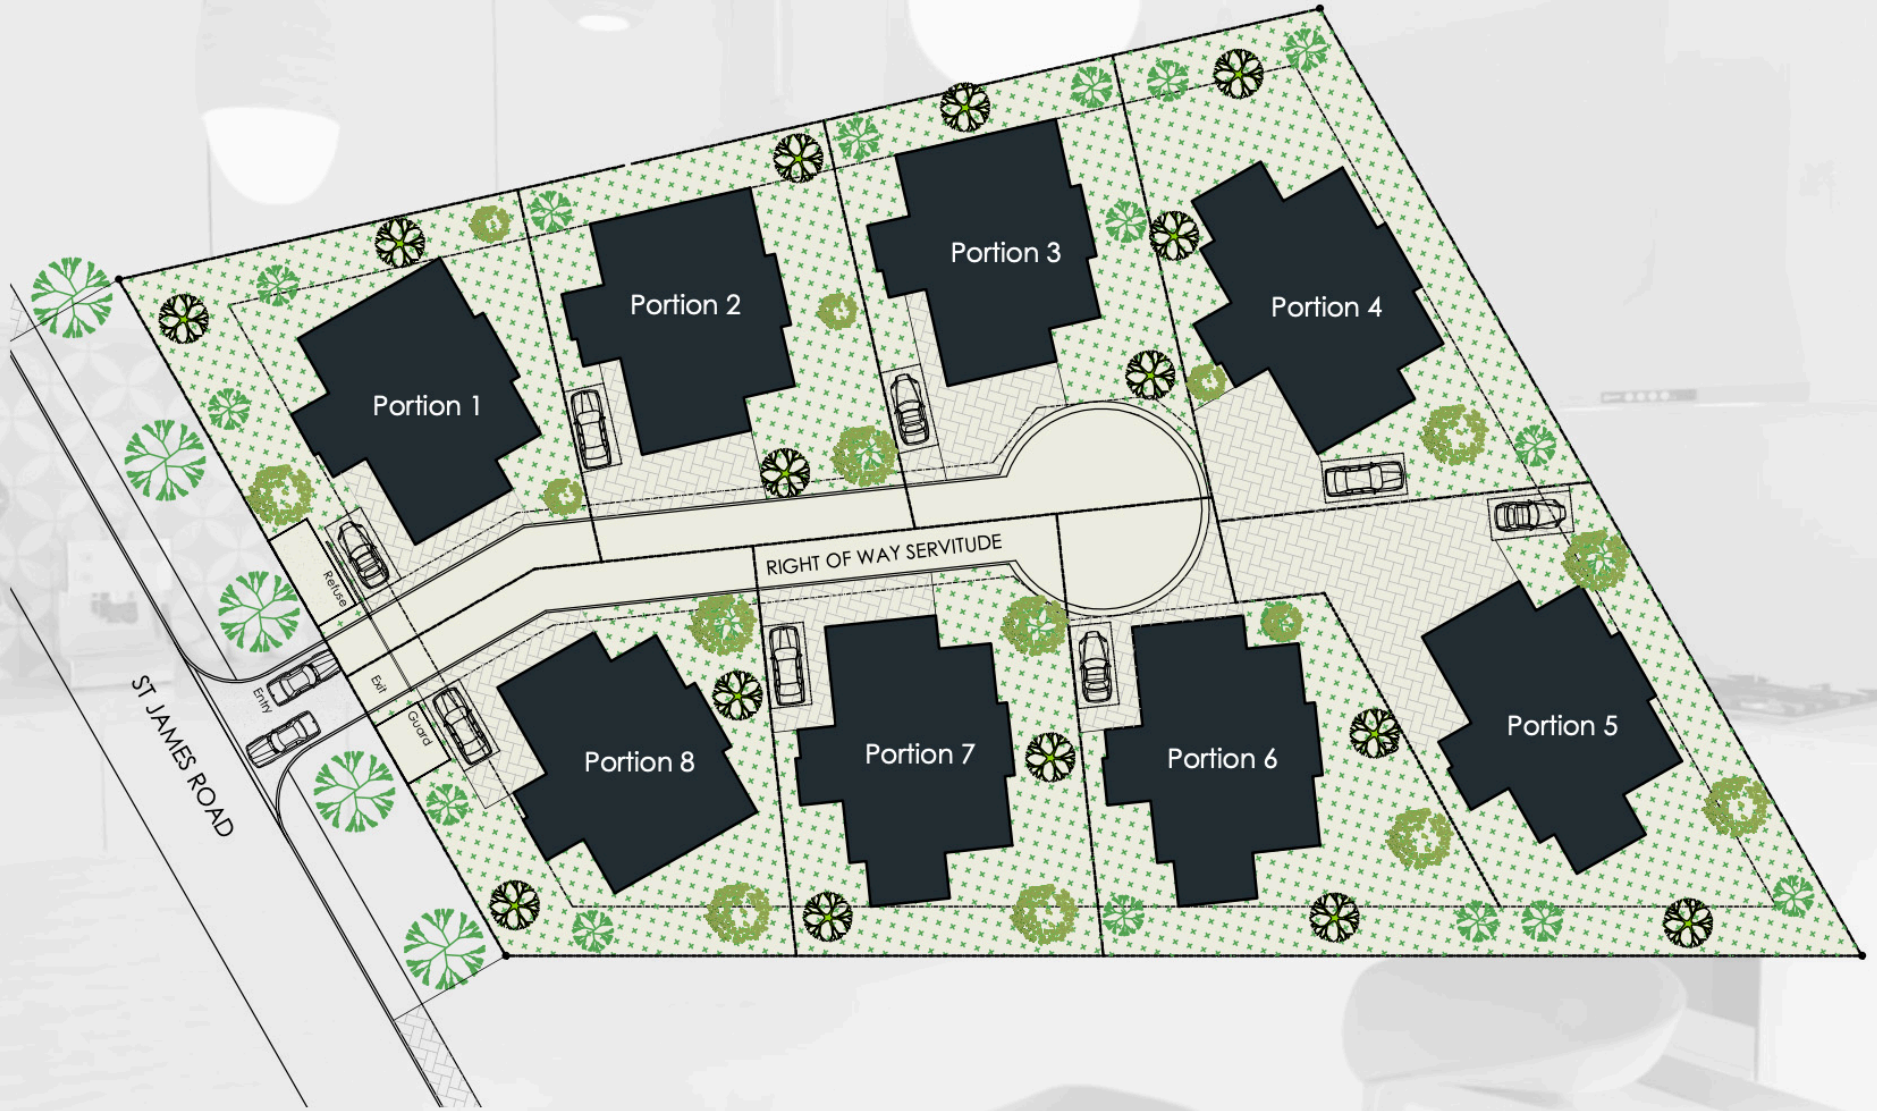 Portion 1
Portion 2
Portion 3
Portion 4
RIGHT OF WAY SERVITUDE
Refuse
Exit
Entry
Guard
ST JAMES ROAD
Portion 8
Portion 7
Portion 6
Portion 5